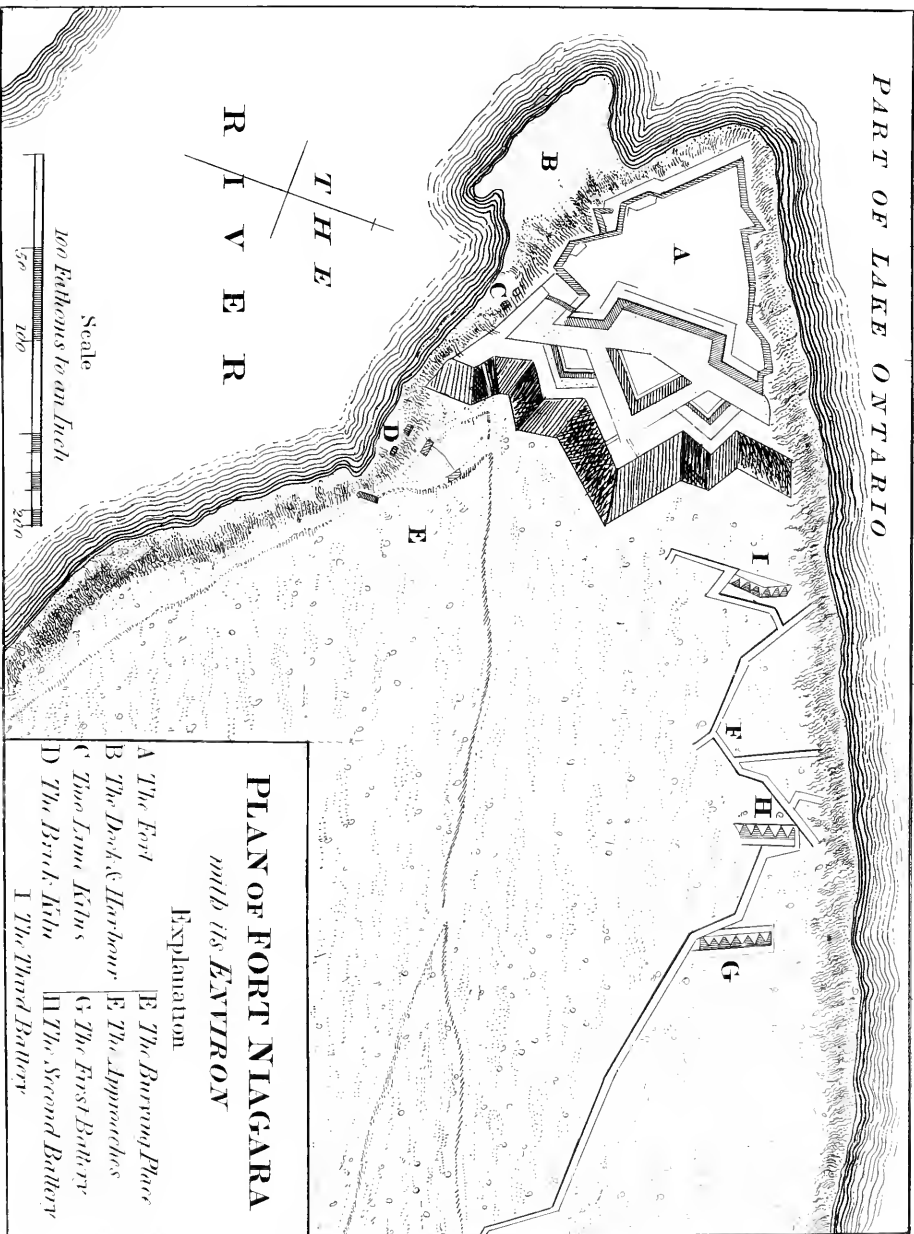 PART OF LAKE ONTARIO
THE
RIVER
A
B
C
D
E
F
G
H
I
Scale
100 Fathoms to an Inch
50
100
200
PLAN OF FORT NIAGARA
with its ENVIRON
Explanation
A The Fort
B The Dock & Harbour
C Two Lime Kilns
D The Brick Kiln
E The Burying Place
E The Approaches
G The First Battery
H The Second Battery
I The Third Battery